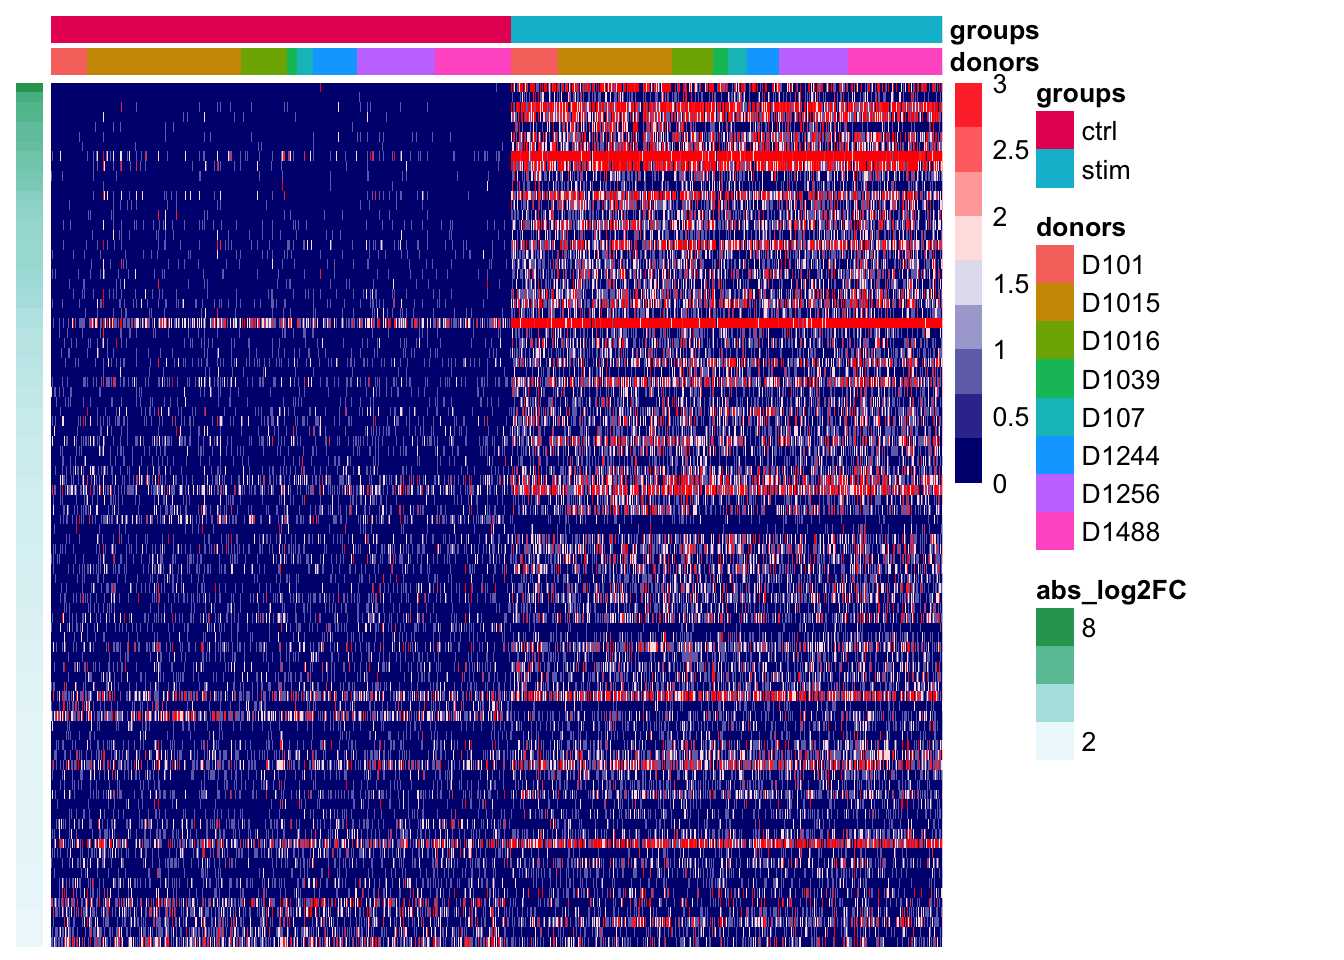 groups
donors
3
2.5
2
1.5
1
0.5
0
groups
ctrl
stim
donors
D101
D1015
D1016
D1039
D107
D1244
D1256
D1488
abs_log2FC
8
2